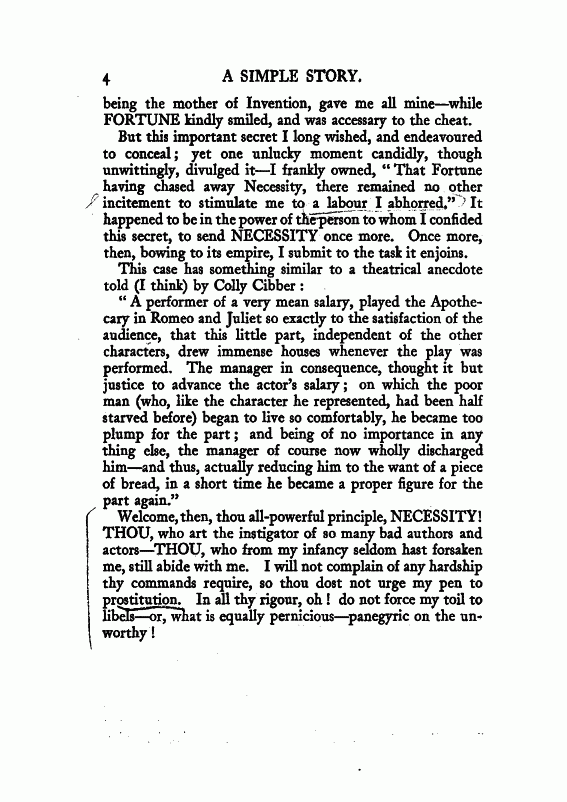 4 A SIMPLE STORY.
being the mother of Invention, gave me all mine—while
FORTUNE kindly smiled, and was accessary to the cheat.
But this important secret I long wished, and endeavoured
to conceal; yet one unlucky moment candidly, though
unwittingly, divulged it—I frankly owned, “That Fortune
having chased away Necessity, there remained no other
incitement to stimulate me to a labour I abhorred.” It
happened to be in the power of the person to whom I confided
this secret, to send NECESSITY once more. Once more,
then, bowing to its empire, I submit to the task it enjoins.
This case has something similar to a theatrical anecdote
told (I think) by Colly Cibber:
“A performer of a very mean salary, played the Apothe-
cary in Romeo and Juliet so exactly to the satisfaction of the
audience, that this little part, independent of the other
characters, drew immense houses whenever the play was
performed. The manager in consequence, thought it but
justice to advance the actor's salary; on which the poor
man (who, like the character he represented, had been half
starved before) began to live so comfortably, he became too
plump for the part; and being of no importance in any
thing else, the manager of course now wholly discharged
him—and thus, actually reducing him to the want of a piece
of bread, in a short time he became a proper figure for the
part again.”
Welcome, then, thou all-powerful principle, NECESSITY!
THOU, who art the instigator of so many bad authors and
actors—THOU, who from my infancy seldom hast forsaken
me, still abide with me. I will not complain of any hardship
thy commands require, so thou dost not urge my pen to
prostitution. In all thy rigour, oh! do not force my toil to
libels—or, what is equally pernicious—panegyric on the un-
worthy!